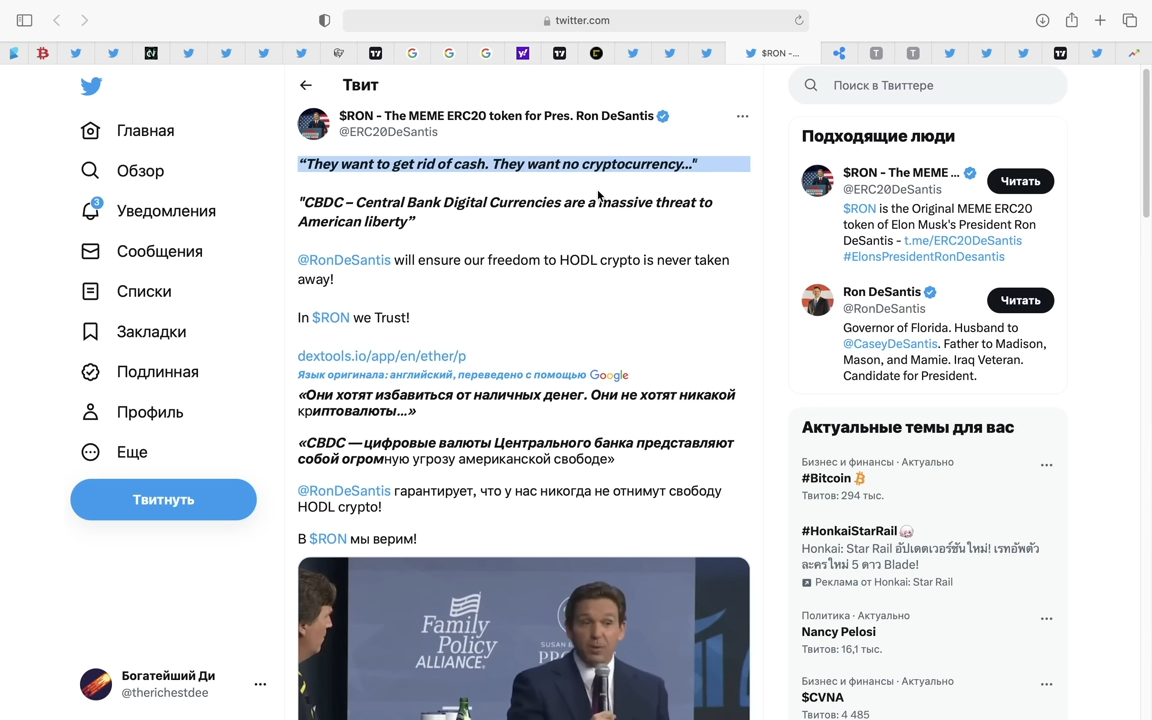 twitter.com
$RON -...
Твит
Поиск в Твиттере
$RON - The MEME ERC20 token for Pres. Ron DeSantis
@ERC20DeSantis
Главная
Обзор
3
Уведомления
Сообщения
Списки
Закладки
Подлинная
Профиль
Еще
Твитнуть
“They want to get rid of cash. They want no cryptocurrency..."
"CBDC – Central Bank Digital Currencies are a massive threat to
American liberty”
@RonDeSantis will ensure our freedom to HODL crypto is never taken
away!
In $RON we Trust!
dextools.io/app/en/ether/p
Язык оригинала: английский, переведено с помощью Google
«Они хотят избавиться от наличных денег. Они не хотят никакой
криптовалюты...»
«CBDC — цифровые валюты Центрального банка представляют
собой огромную угрозу американской свободе»
@RonDeSantis гарантирует, что у нас никогда не отнимут свободу
HODL crypto!
В $RON мы верим!
Family
Policy
ALLIANCE.
SUSAN B
PRO
Подходящие люди
$RON - The MEME ...
@ERC20DeSantis
Читать
$RON is the Original MEME ERC20
token of Elon Musk's President Ron
DeSantis - t.me/ERC20DeSantis
#ElonsPresidentRonDesantis
Ron DeSantis
@RonDeSantis
Читать
Governor of Florida. Husband to
@CaseyDeSantis. Father to Madison,
Mason, and Mamie. Iraq Veteran.
Candidate for President.
Актуальные темы для вас
Бизнес и финансы · Актуально
#Bitcoin
Твитов: 294 тыс.
#HonkaiStarRail
Honkai: Star Rail อัปเดตเวอร์ชันใหม่! เรทอัพตัว
ละครใหม่ 5 ดาว Blade!
Реклама от Honkai: Star Rail
Политика · Актуально
Nancy Pelosi
Твитов: 16,1 тыс.
Бизнес и финансы · Актуально
$CVNA
Твитов: 4 485
Богатейший Ди
@therichestdee